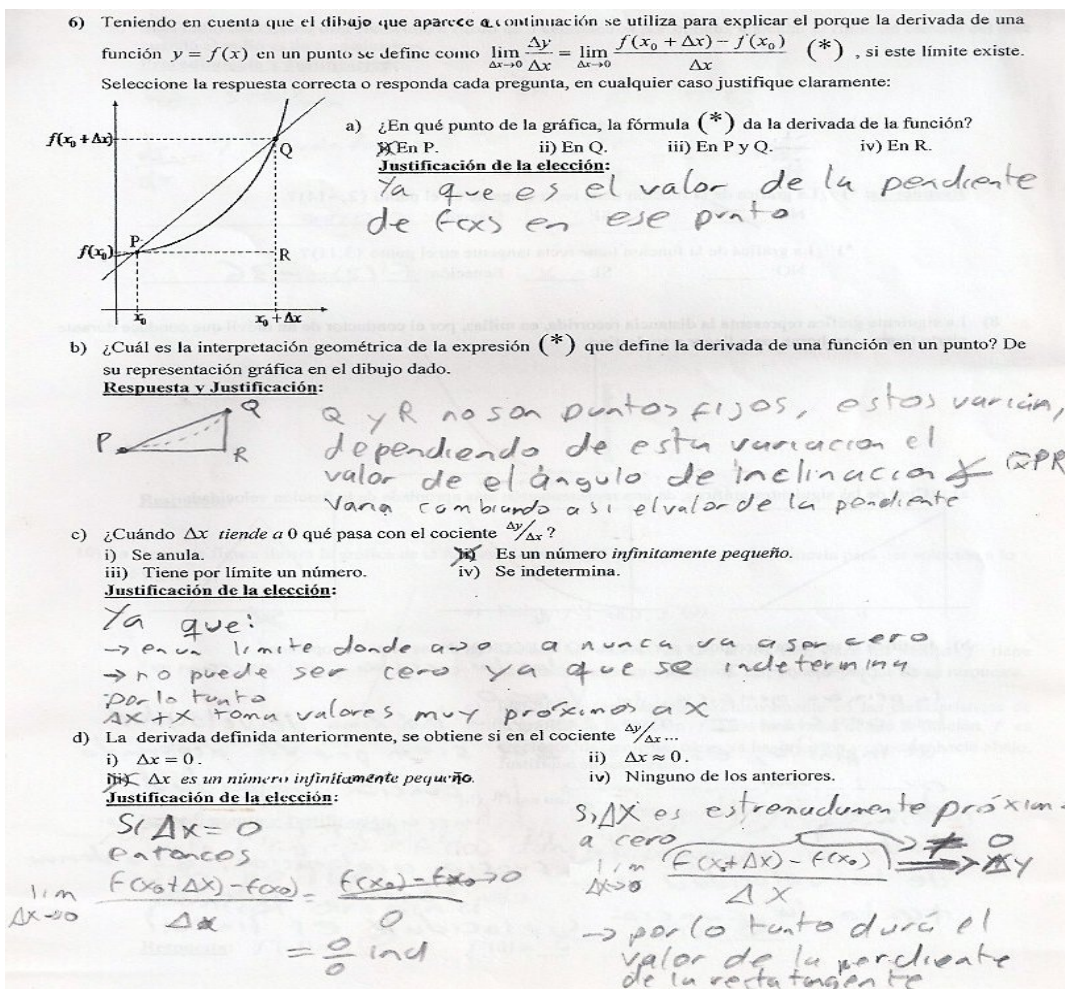 6) Teniendo en cuenta que el dibujo que aparece a continuación se utiliza para explicar el porque la derivada de una
función y = f(x) en un punto se define como lim Δx→0 Δy/Δx = lim Δx→0 (f(x₀ + Δx) − f(x₀))/Δx (*) , si este límite existe.
Seleccione la respuesta correcta o responda cada pregunta, en cualquier caso justifique claramente:
f(x₀ + Δx)
Q
P
f(x₀)
R
x₀
x₀ + Δx
a) ¿En qué punto de la gráfica, la fórmula (*) da la derivada de la función?
i) En P. ii) En Q. iii) En P y Q. iv) En R.
Justificación de la elección:
Ya que es el valor de la pendiente
de f(x) en ese punto
b) ¿Cuál es la interpretación geométrica de la expresión (*) que define la derivada de una función en un punto? De
su representación gráfica en el dibujo dado.
Respuesta y Justificación:
P Q R
Q y R no son puntos fijos, estos varian,
dependiendo de esta variacion el
valor de el ángulo de inclinacion ∡ QPR
Varia cambiando asi el valor de la pendiente
c) ¿Cuándo Δx tiende a 0 qué pasa con el cociente Δy/Δx?
i) Se anula. ii) Es un número infinitamente pequeño.
iii) Tiene por límite un número. iv) Se indetermina.
Justificación de la elección:
Ya que:
→ en un limite donde a→o a nunca va a ser cero
→ no puede ser cero ya que se indetermina
por lo tanto
Δx + x toma valores muy próximos a x
d) La derivada definida anteriormente, se obtiene si en el cociente Δy/Δx ...
i) Δx = 0. ii) Δx ≈ 0.
iii) Δx es un número infinitamente pequeño. iv) Ninguno de los anteriores.
Justificación de la elección:
Si Δx = 0
entonces
lim Δx→0 (f(x₀+Δx) − f(x₀))/Δx = (f(x₀) − f(x₀))/0 → 0
= 0/0 ind
Si Δx es estremadamente próxim
a cero
lim Δx→0 (f(x₀+Δx) − f(x₀))/Δx ≠ 0 → Δy
→ por lo tanto dará el
valor de la pendiente
de la recta tangente